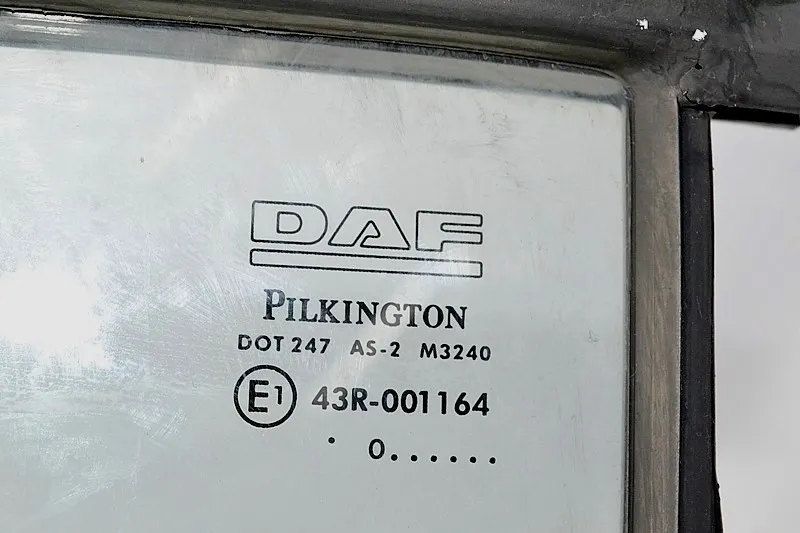 DAF
PILKINGTON
DOT 247 AS-2 M3240
E1 43R-001164
. 0......